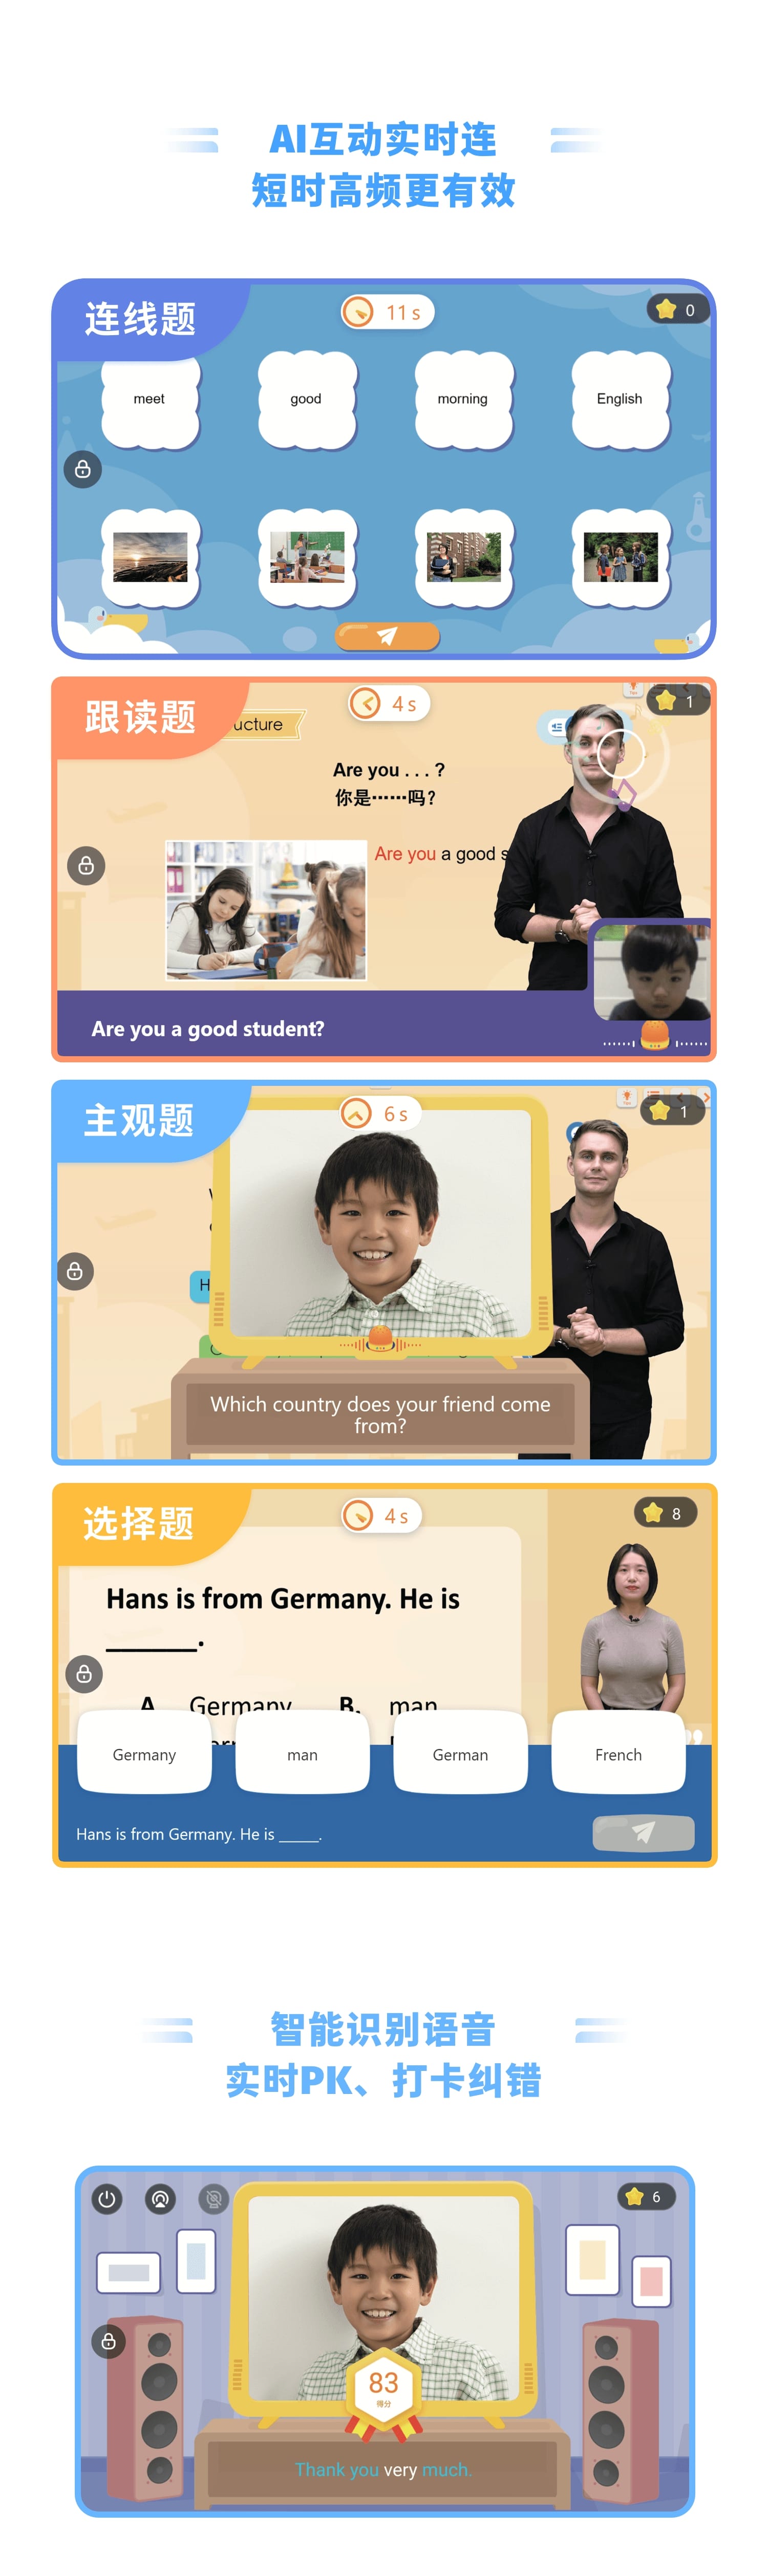 AI互动实时连
短时高频更有效
连线题
11 s
0
meet
good
morning
English
跟读题
ucture
4 s
1
Are you . . . ?
你是……吗?
Are you a good s
Are you a good student?
主观题
6 s
1
H
Which country does your friend come
from?
选择题
4 s
8
Hans is from Germany. He is
______.
A. Germany B. man
Germany
man
German
French
Hans is from Germany. He is _____.
智能识别语音
实时PK、打卡纠错
6
83
得分
Thank you very much.